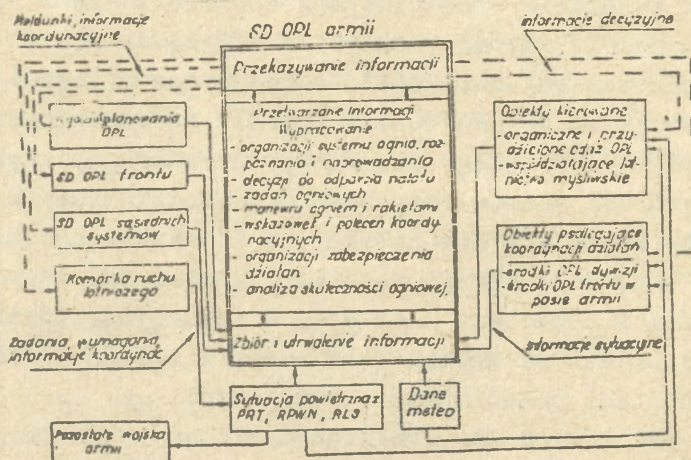 Meldunki, informacje
koordynacyjne
SD OPL armii
informacje decyzyjne
Przekazywanie informacji
Przetwarzanie informacji
Wypracowanie
- organizacji systemu ognia, roz-
poznania i naprowadzania
- decyzji do odparcia nalotu
- zadań ogniowych
- manewru ogniem i rakietami
- wskazówek i poleceń koordy-
nacyjnych
- organizacji zabezpieczenia
działań
- analiza skuteczności ogniowej
Zbiór i utrwalenie informacji
planowania
OPL
SD OPL frontu
SD OPL sąsiednich
systemów
Komórka ruchu
lotniczego
Zadania, wymagania,
informacje koordynac.
Obiekty kierowane
- organiczne i przy-
dzielone oddz. OPL
- współdziałające lot-
nictwo myśliwskie
Obiekty podlegające
koordynacji działań
- środki OPL dywizji
- środki OPL frontu w
pasie armii
Informacje sytuacyjne
Sytuacja powietrzna z
PRT, RPWN, RLS
Dane
meteo
Pozostałe wojska
armii